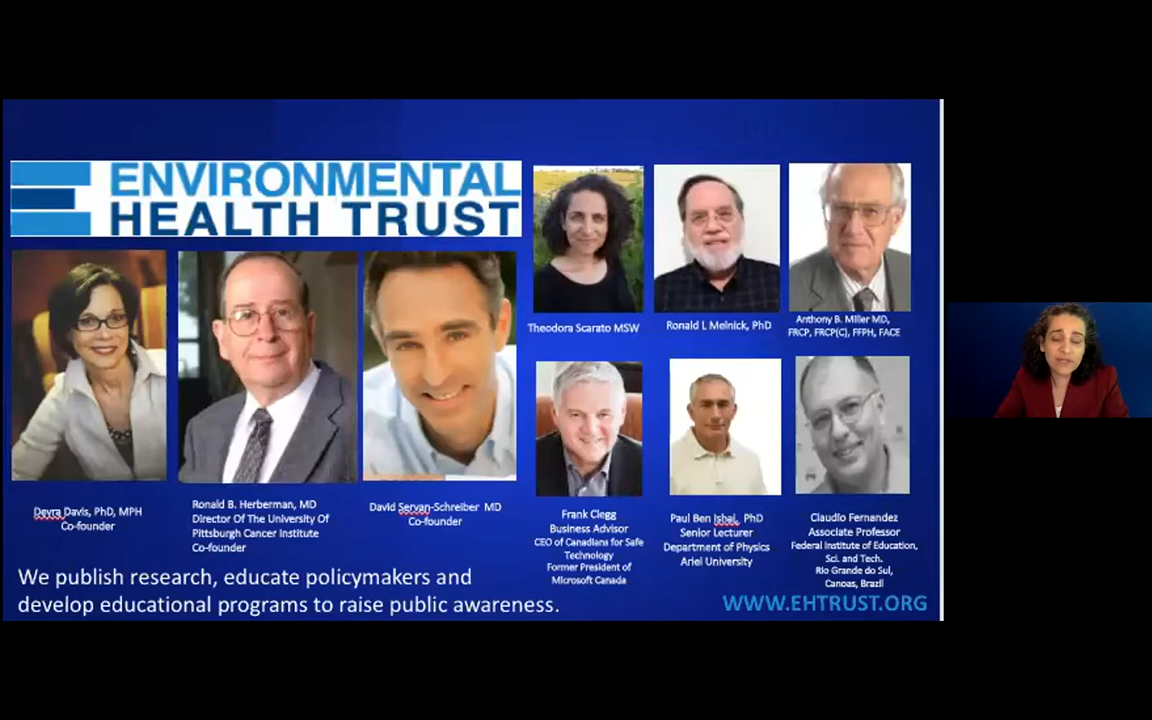 ENVIRONMENTAL
HEALTH TRUST
Theodora Scarato MSW
Ronald L Melnick, PhD
Anthony B. Miller MD,
FRCP, FRCP(C), FFPH, FACE
Devra Davis, PhD, MPH
Co-founder
Ronald B. Herberman, MD
Director Of The University Of
Pittsburgh Cancer Institute
Co-founder
David Servan-Schreiber MD
Co-founder
Frank Clegg
Business Advisor
CEO of Canadians for Safe
Technology
Former President of
Microsoft Canada
Paul Ben Ishai, PhD
Senior Lecturer
Department of Physics
Ariel University
Claudio Fernandez
Associate Professor
Federal Institute of Education,
Sci. and Tech.
Rio Grande do Sul,
Canoas, Brazil
We publish research, educate policymakers and
develop educational programs to raise public awareness.
WWW.EHTRUST.ORG